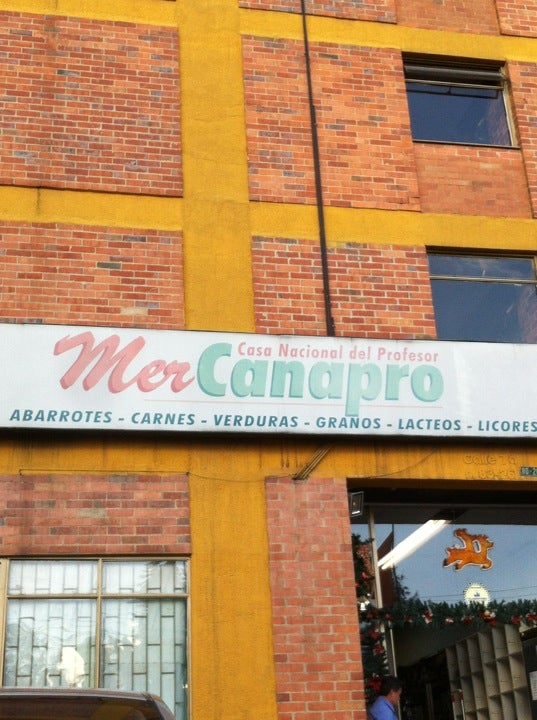 Casa Nacional del Profesor
MerCanapro
ABARROTES - CARNES - VERDURAS - GRANOS - LACTEOS - LICORES